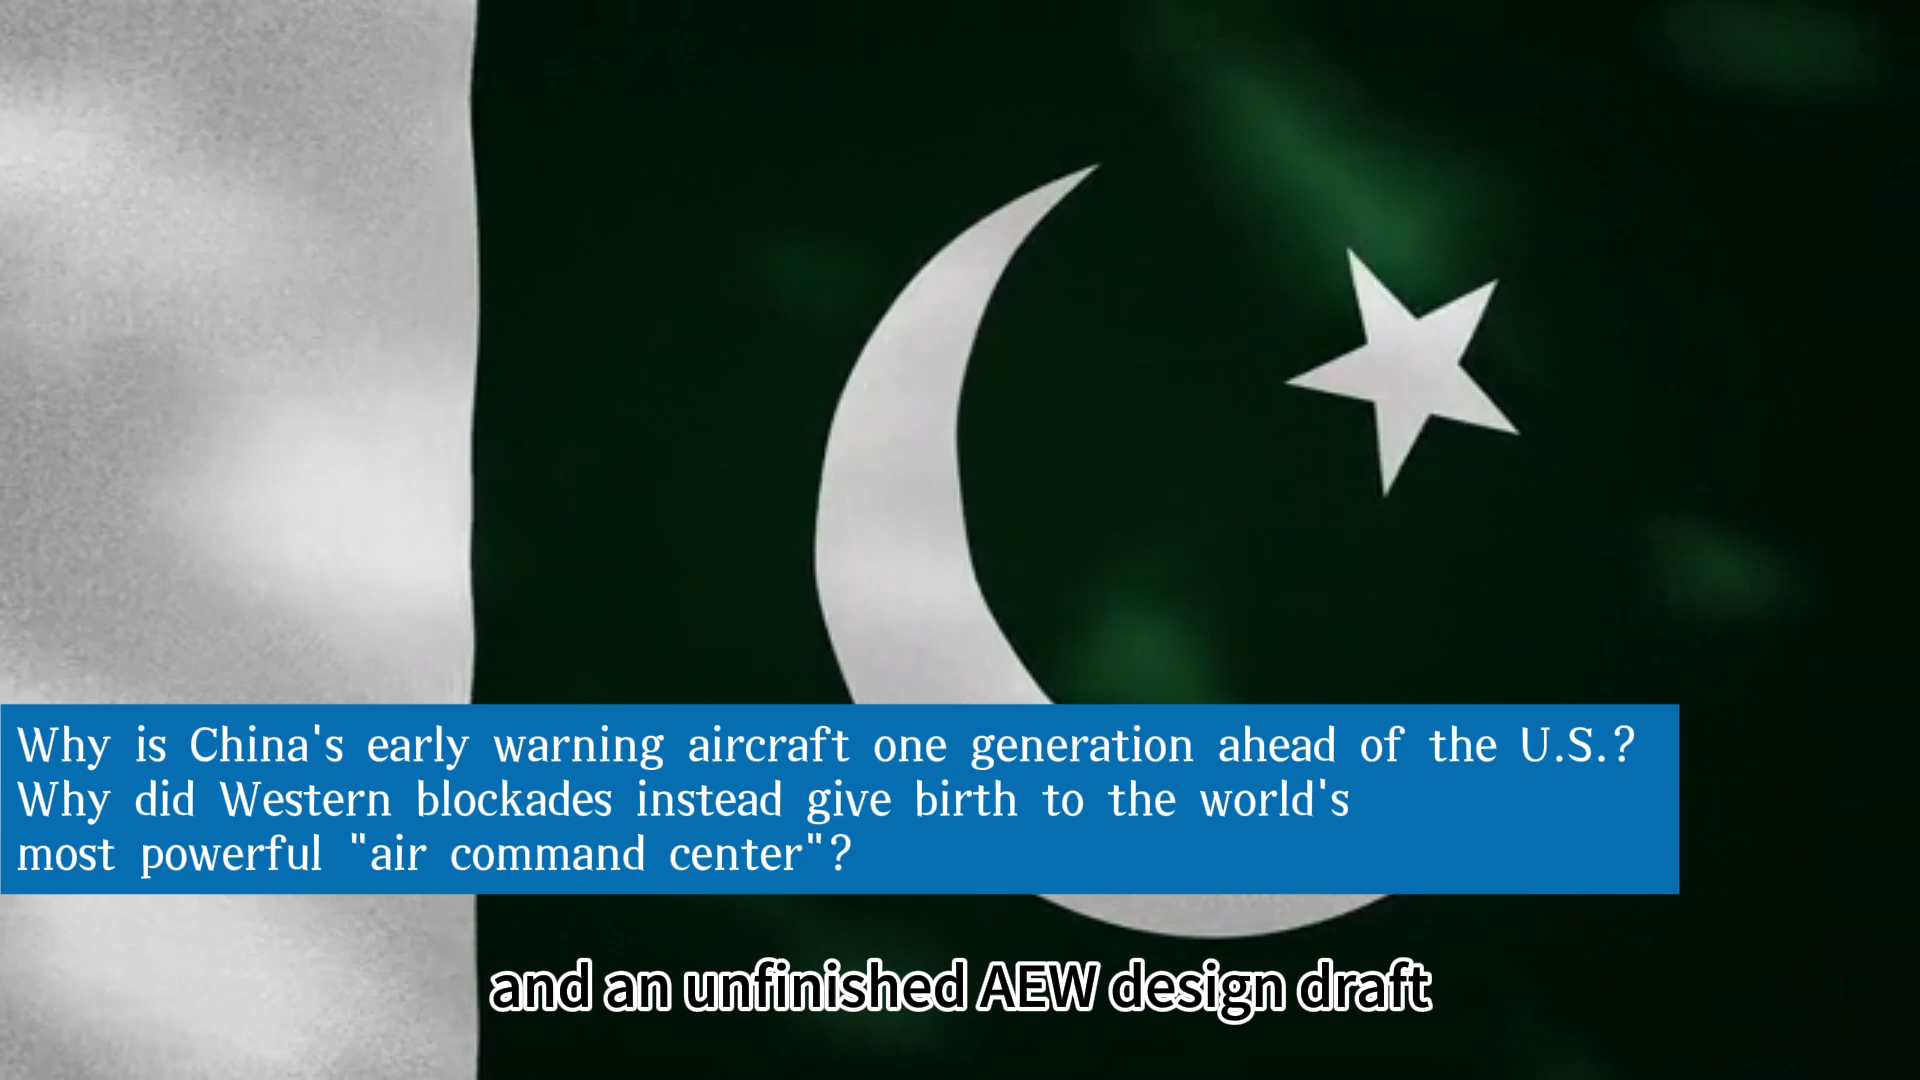 Why is China's early warning aircraft one generation ahead of the U.S.?
Why did Western blockades instead give birth to the world's
most powerful "air command center"?
and an unfinished AEW design draft